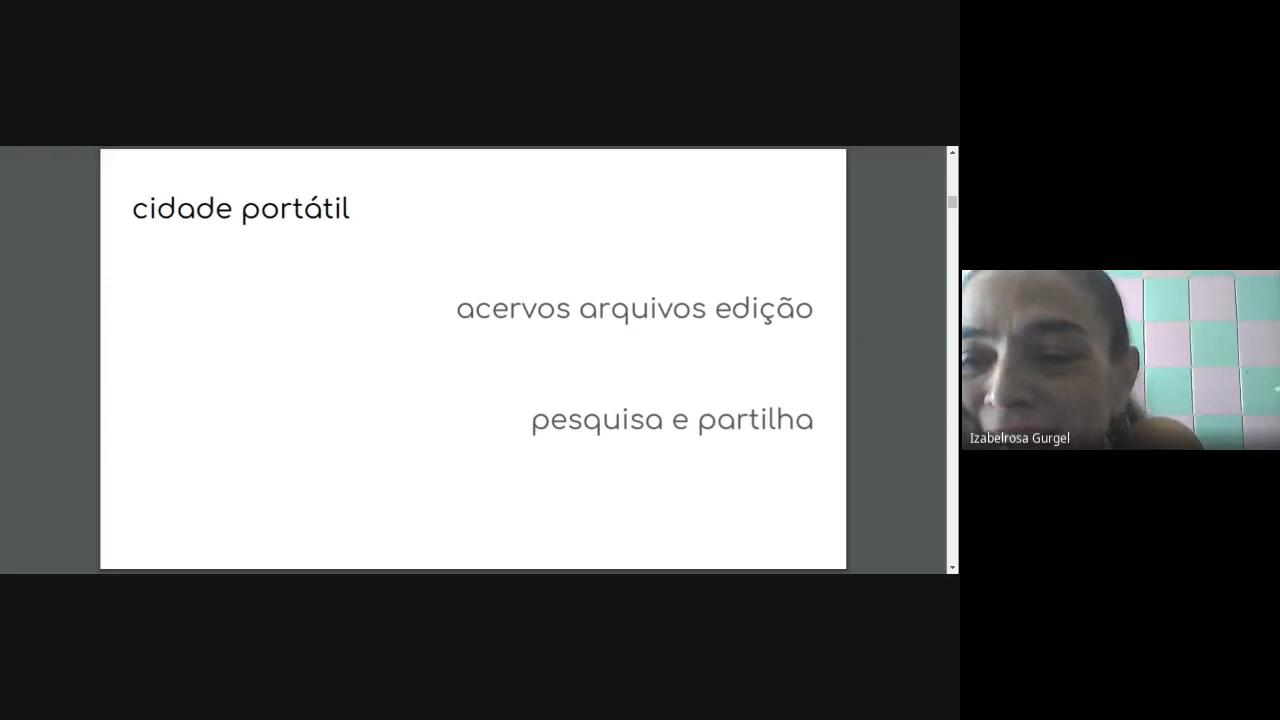 cidade portátil
acervos arquivos edição
pesquisa e partilha
Izabelrosa Gurgel